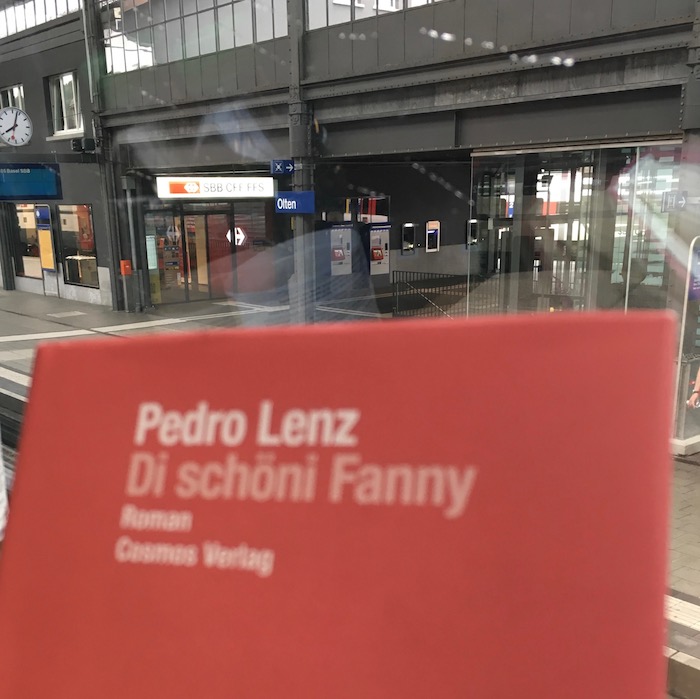 SBB CFF FFS
Olten
Pedro Lenz
Di schöni Fanny
Roman
Cosmos Verlag